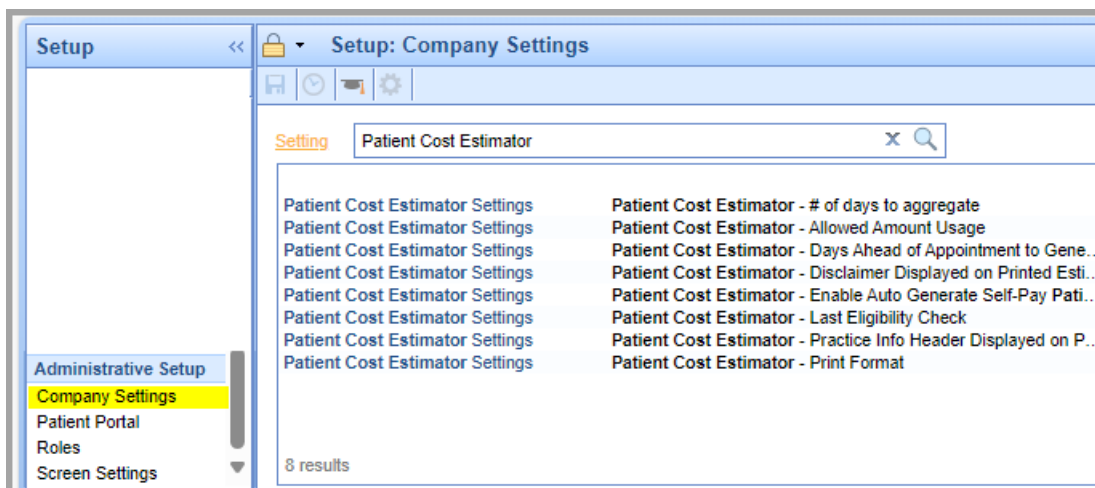 Setup
Setup: Company Settings
Setting Patient Cost Estimator
Patient Cost Estimator Settings Patient Cost Estimator - # of days to aggregate
Patient Cost Estimator Settings Patient Cost Estimator - Allowed Amount Usage
Patient Cost Estimator Settings Patient Cost Estimator - Days Ahead of Appointment to Gene...
Patient Cost Estimator Settings Patient Cost Estimator - Disclaimer Displayed on Printed Esti...
Patient Cost Estimator Settings Patient Cost Estimator - Enable Auto Generate Self-Pay Pati...
Patient Cost Estimator Settings Patient Cost Estimator - Last Eligibility Check
Patient Cost Estimator Settings Patient Cost Estimator - Practice Info Header Displayed on P...
Patient Cost Estimator Settings Patient Cost Estimator - Print Format
8 results
Administrative Setup
Company Settings
Patient Portal
Roles
Screen Settings